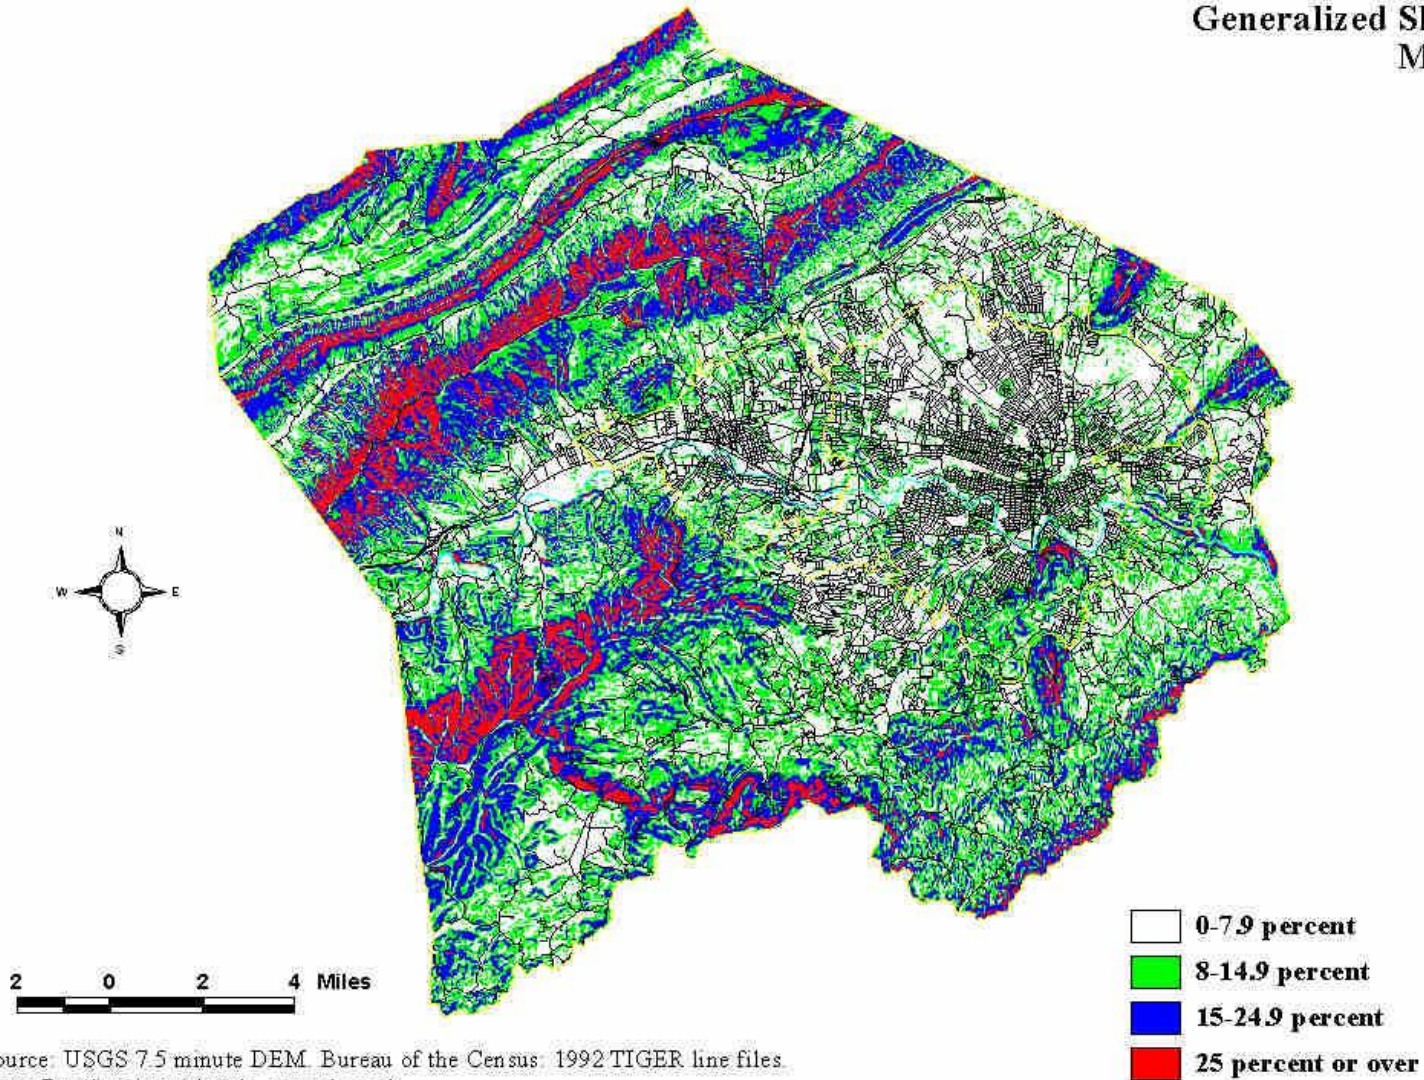 Generalized Sl
M
N
W E
S
0-7.9 percent
8-14.9 percent
15-24.9 percent
25 percent or over
2 0 2 4 Miles
ource: USGS 7.5 minute DEM. Bureau of the Census: 1992 TIGER line files.